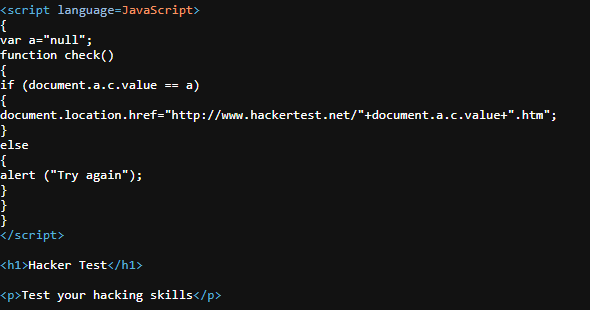 <script language=JavaScript>
{
var a="null";
function check()
{
if (document.a.c.value == a)
{
document.location.href="http://www.hackertest.net/"+document.a.c.value+".htm";
}
else
{
alert ("Try again");
}
}
}
</script>
<h1>Hacker Test</h1>
<p>Test your hacking skills</p>